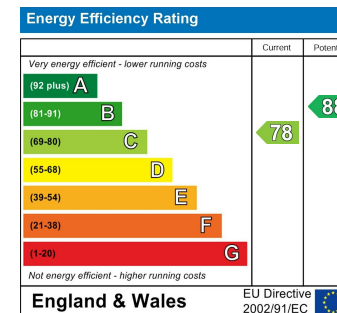 Energy Efficiency Rating
Current
Very energy efficient - lower running costs
(92 plus) A
(81-91) B
(69-80) C
78
(55-68) D
(39-54) E
(21-38) F
(1-20) G
Not energy efficient - higher running costs
England & Wales
EU Directive
2002/91/EC